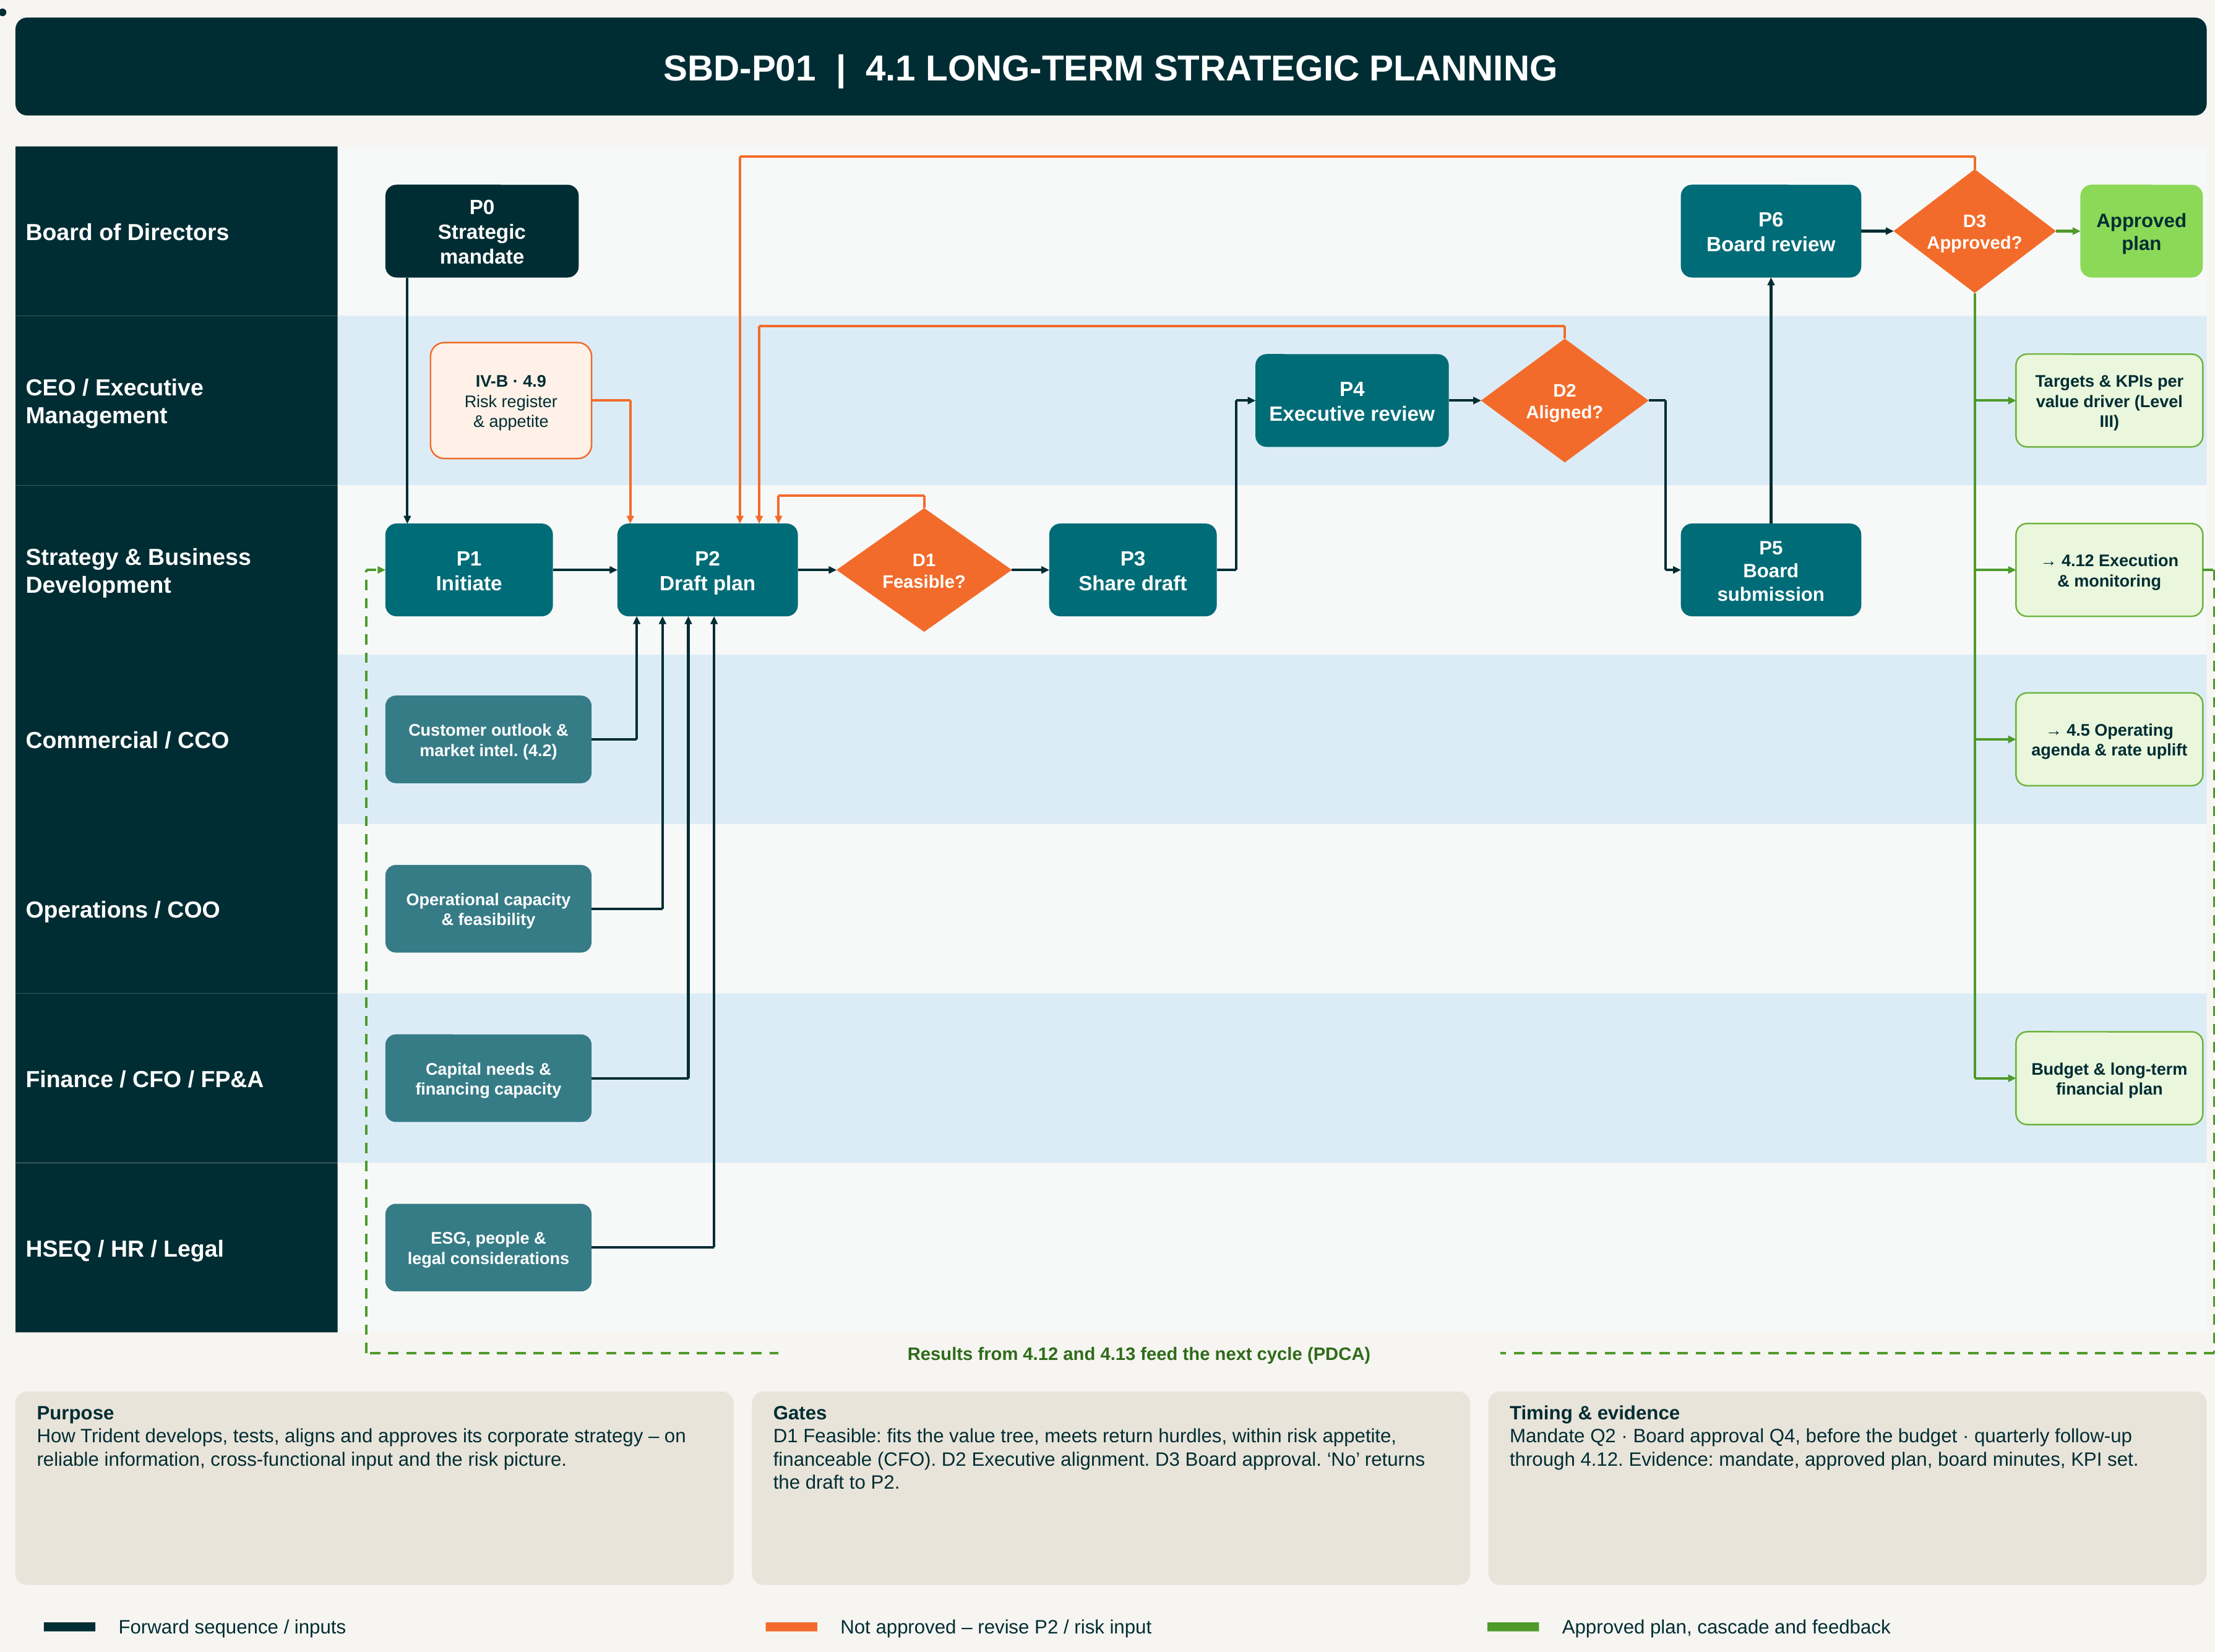 SBD-P01 | 4.1 LONG-TERM STRATEGIC PLANNING
Board of Directors
P0
Strategic
mandate
P6
Board review
D3
Approved?
Approved
plan
CEO / Executive
Management
IV-B · 4.9
Risk register
& appetite
P4
Executive review
D2
Aligned?
Targets & KPIs per
value driver (Level
III)
Strategy & Business
Development
P1
Initiate
P2
Draft plan
D1
Feasible?
P3
Share draft
P5
Board
submission
→ 4.12 Execution
& monitoring
Commercial / CCO
Customer outlook &
market intel. (4.2)
→ 4.5 Operating
agenda & rate uplift
Operations / COO
Operational capacity
& feasibility
Finance / CFO / FP&A
Capital needs &
financing capacity
Budget & long-term
financial plan
HSEQ / HR / Legal
ESG, people &
legal considerations
Results from 4.12 and 4.13 feed the next cycle (PDCA)
Purpose
How Trident develops, tests, aligns and approves its corporate strategy – on
reliable information, cross-functional input and the risk picture.
Gates
D1 Feasible: fits the value tree, meets return hurdles, within risk appetite,
financeable (CFO). D2 Executive alignment. D3 Board approval. ‘No’ returns
the draft to P2.
Timing & evidence
Mandate Q2 · Board approval Q4, before the budget · quarterly follow-up
through 4.12. Evidence: mandate, approved plan, board minutes, KPI set.
Forward sequence / inputs
Not approved – revise P2 / risk input
Approved plan, cascade and feedback